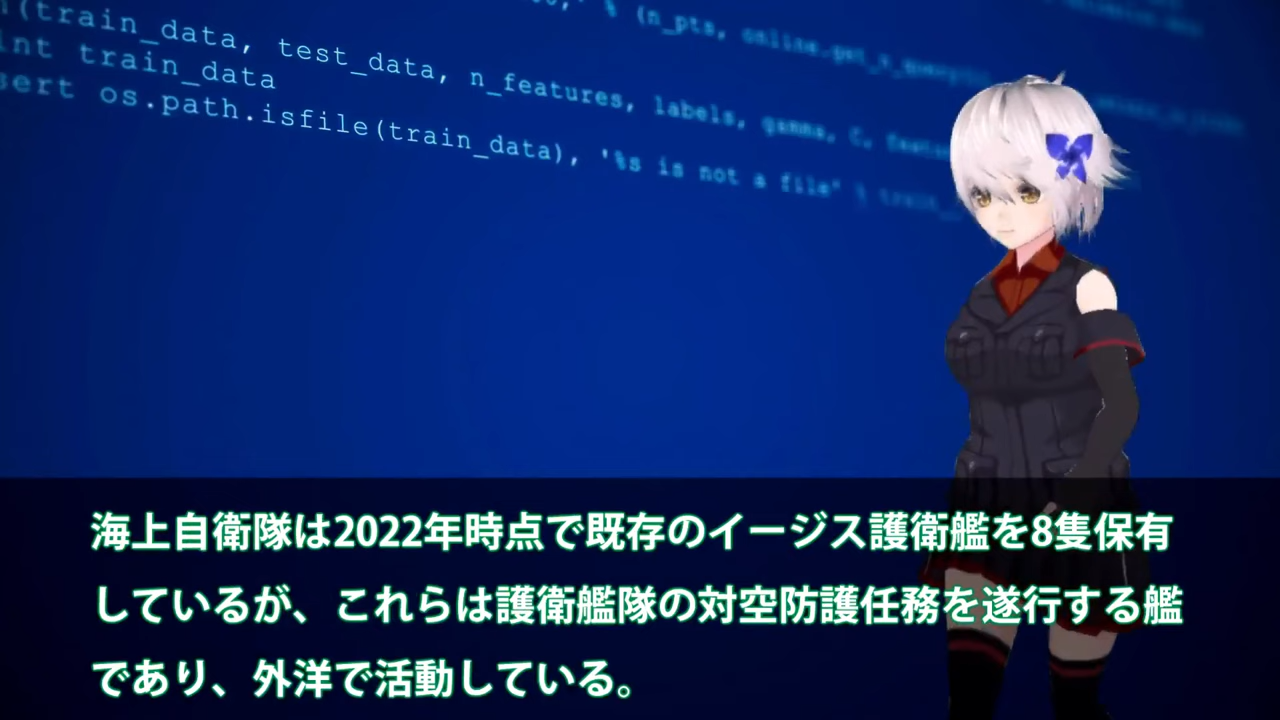 (train_data, test_data, n_features, labels, gamma, C,
int train_data
sert os.path.isfile(train_data), '%s is not a file" % train_
海上自衛隊は2022年時点で既存のイージス護衛艦を8隻保有
しているが、これらは護衛艦隊の対空防護任務を遂行する艦
であり、外洋で活動している。